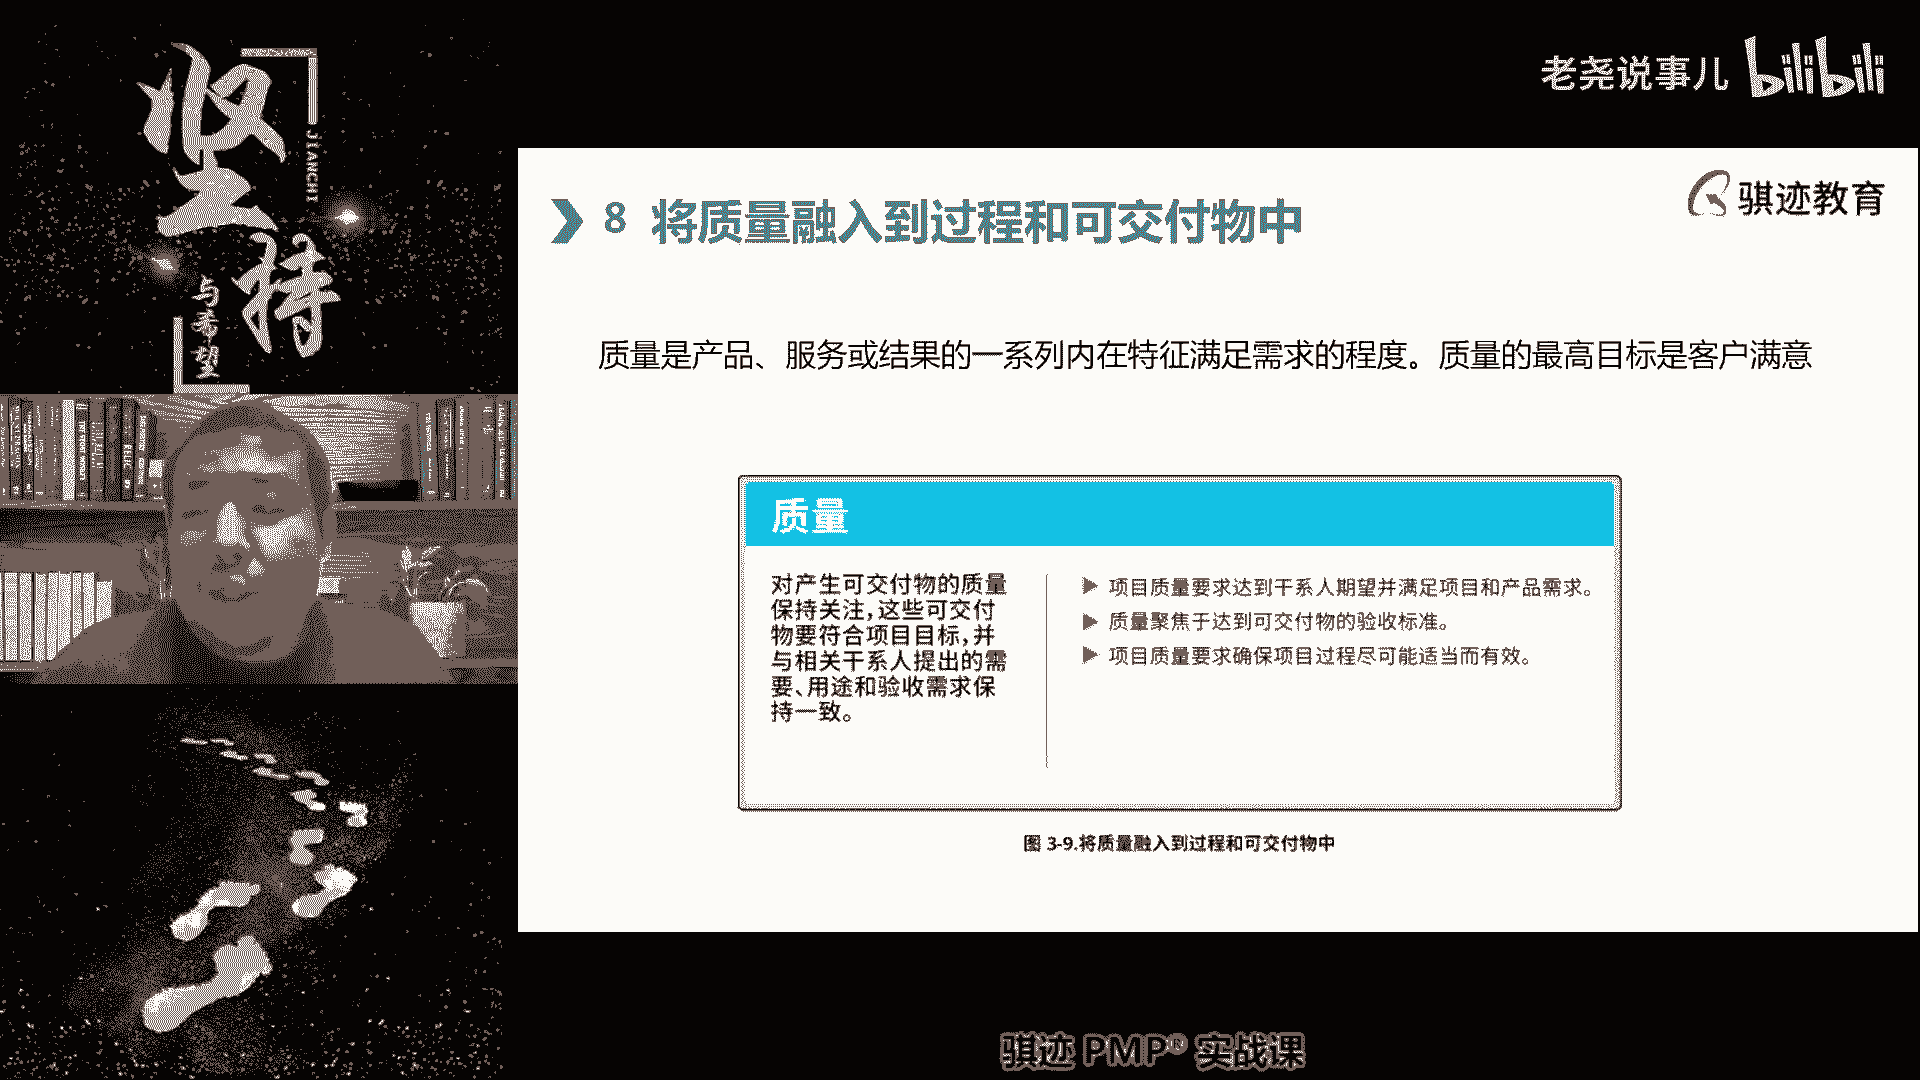 坚持
JIANCHI
与希望
老尧说事儿 bilibili
骐迹教育
8 将质量融入到过程和可交付物中
质量是产品、服务或结果的一系列内在特征满足需求的程度。质量的最高目标是客户满意
质量
对产生可交付物的质量
保持关注，这些可交付
物要符合项目目标，并
与相关干系人提出的需
要、用途和验收需求保
持一致。
▶ 项目质量要求达到干系人期望并满足项目和产品需求。
▶ 质量聚焦于达到可交付物的验收标准。
▶ 项目质量要求确保项目过程尽可能适当而有效。
图 3-9.将质量融入到过程和可交付物中
骐迹 PMP® 实战课